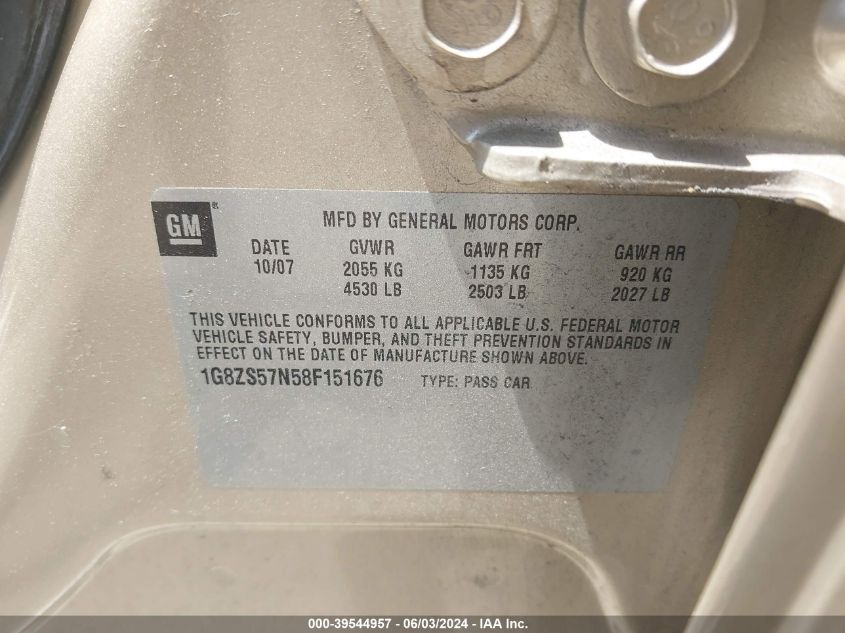 GM ®
MFD BY GENERAL MOTORS CORP.
DATE GVWR GAWR FRT GAWR RR
10/07 2055 KG 1135 KG 920 KG
4530 LB 2503 LB 2027 LB
THIS VEHICLE CONFORMS TO ALL APPLICABLE U.S. FEDERAL MOTOR
VEHICLE SAFETY, BUMPER, AND THEFT PREVENTION STANDARDS IN
EFFECT ON THE DATE OF MANUFACTURE SHOWN ABOVE.
1G8ZS57N58F151676 TYPE: PASS CAR
000-39544957 - 06/03/2024 - IAA Inc.